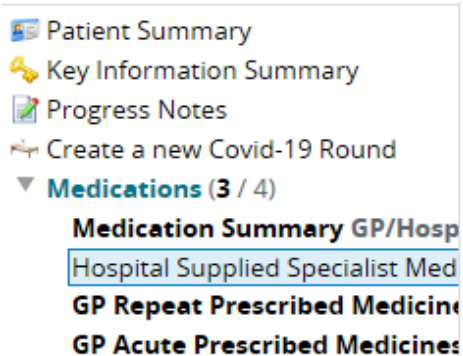 Patient Summary
Key Information Summary
Progress Notes
Create a new Covid-19 Round
Medications (3 / 4)
Medication Summary GP/Hosp
Hospital Supplied Specialist Med
GP Repeat Prescribed Medicine
GP Acute Prescribed Medicines